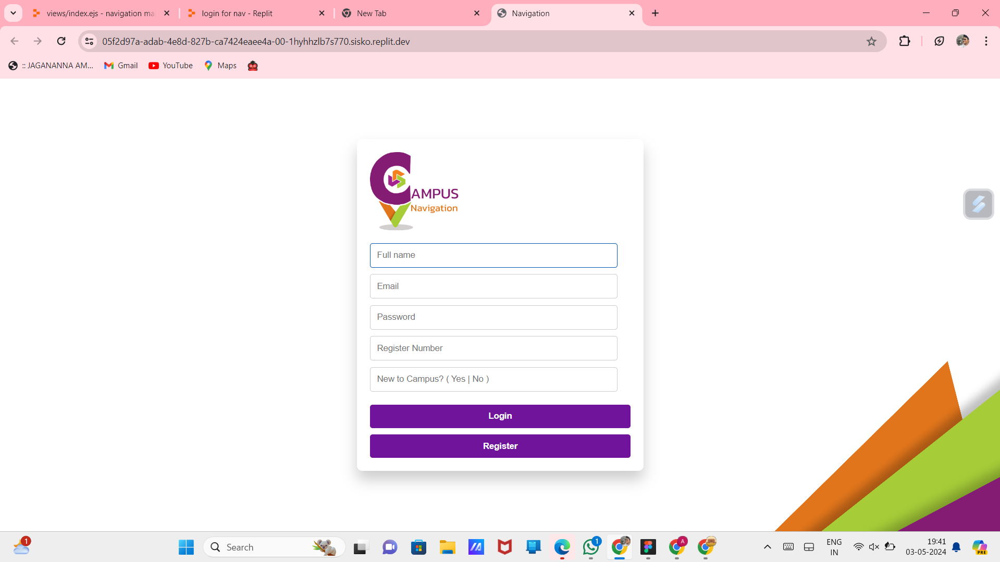 views/index.ejs - navigation ma
login for nav - Replit
New Tab
Navigation
05f2d97a-adab-4e8d-827b-ca7424eaee4a-00-1hyhhzlb7s770.sisko.replit.dev
:: JAGANANNA AM...
Gmail
YouTube
Maps
CAMPUS
Navigation
Full name
Email
Password
Register Number
New to Campus? ( Yes | No )
Login
Register
1
Search
1
A
ENG
IN
19:41
03-05-2024
PRE